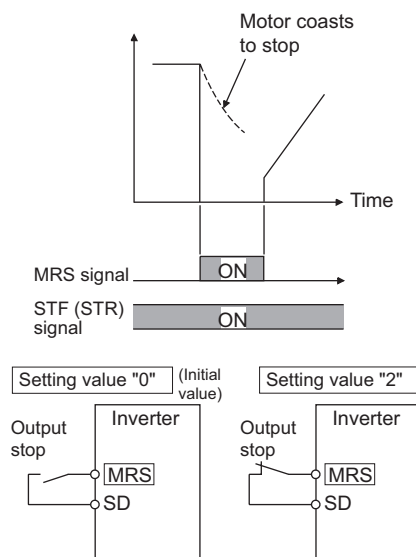 Motor coasts
to stop
Time
MRS signal
ON
STF (STR)
signal
ON
Setting value "0"
(Initial
value)
Setting value "2"
Output
stop
Inverter
MRS
SD
Output
stop
Inverter
MRS
SD